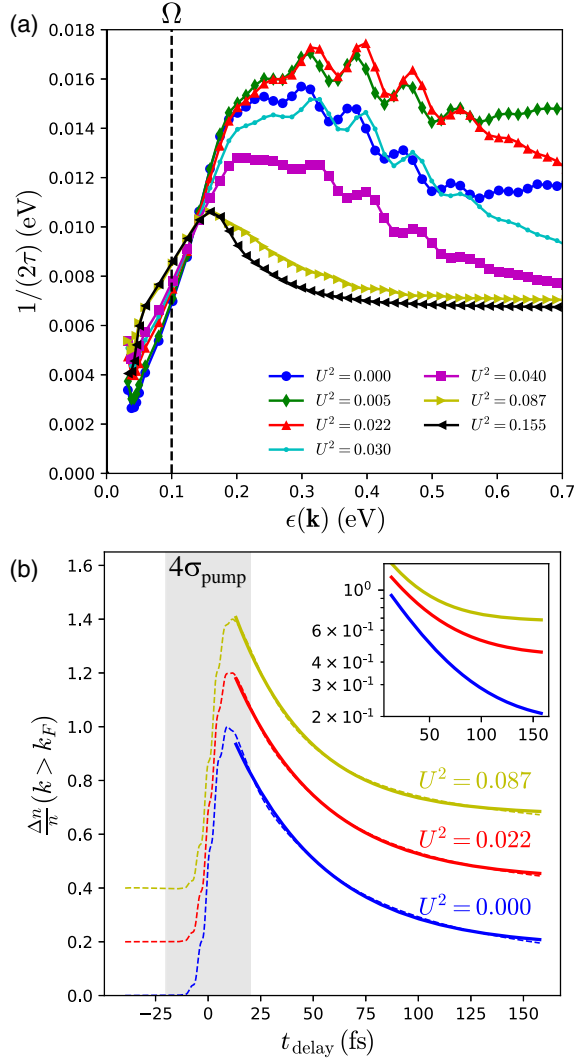 (a)
Ω
0.018
0.016
0.014
0.012
0.010
0.008
0.006
0.004
0.002
0.000
1/(2τ) (eV)
U² = 0.000
U² = 0.005
U² = 0.022
U² = 0.030
U² = 0.040
U² = 0.087
U² = 0.155
0.0 0.1 0.2 0.3 0.4 0.5 0.6 0.7
ϵ(k) (eV)
(b)
4σpump
1.6
1.4
1.2
1.0
0.8
0.6
0.4
0.2
0.0
Δn/n (k > kF)
10⁰
6 × 10⁻¹
4 × 10⁻¹
3 × 10⁻¹
2 × 10⁻¹
50 100 150
U² = 0.087
U² = 0.022
U² = 0.000
−25 0 25 50 75 100 125 150
tdelay (fs)